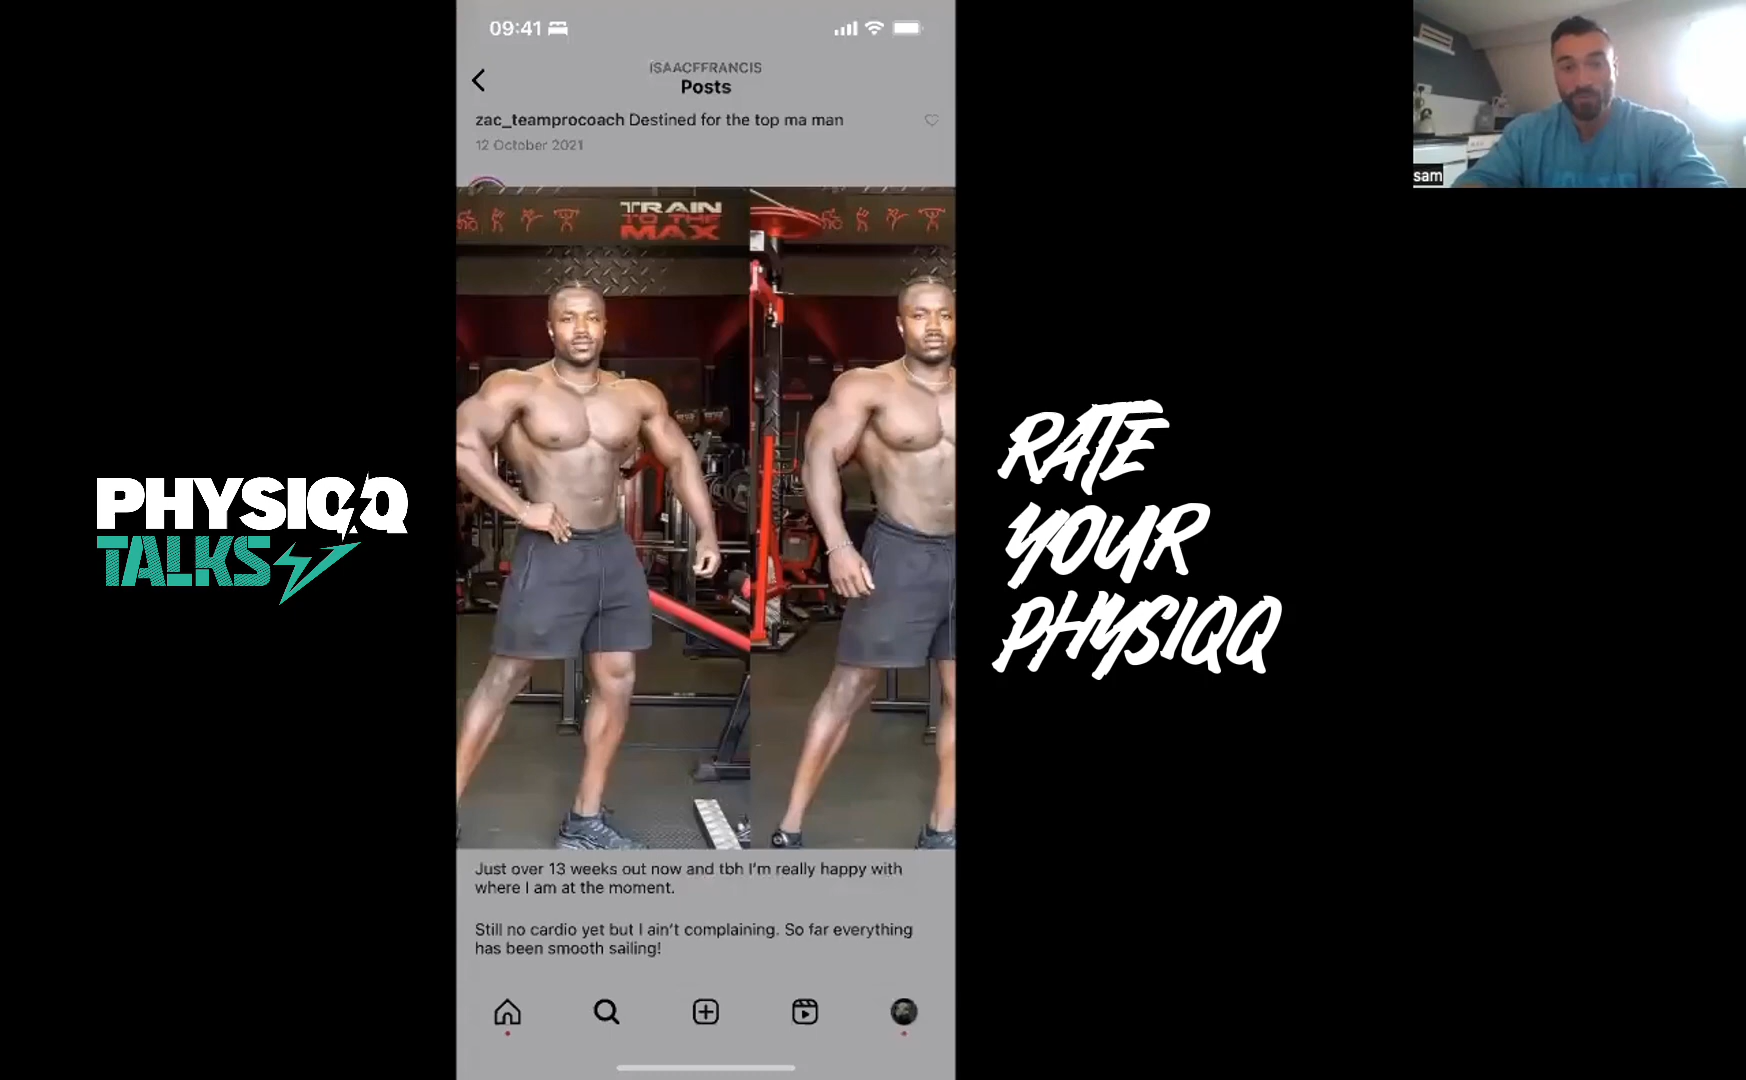 09:41
ISAACFFRANCIS
Posts
zac_teamprocoach Destined for the top ma man
12 October 2021
TRAIN
TO THE
MAX
Just over 13 weeks out now and tbh I'm really happy with
where I am at the moment.
Still no cardio yet but I ain't complaining. So far everything
has been smooth sailing!
PHYSIQQ
TALKS
RATE
YOUR
PHYSIQQ
sam